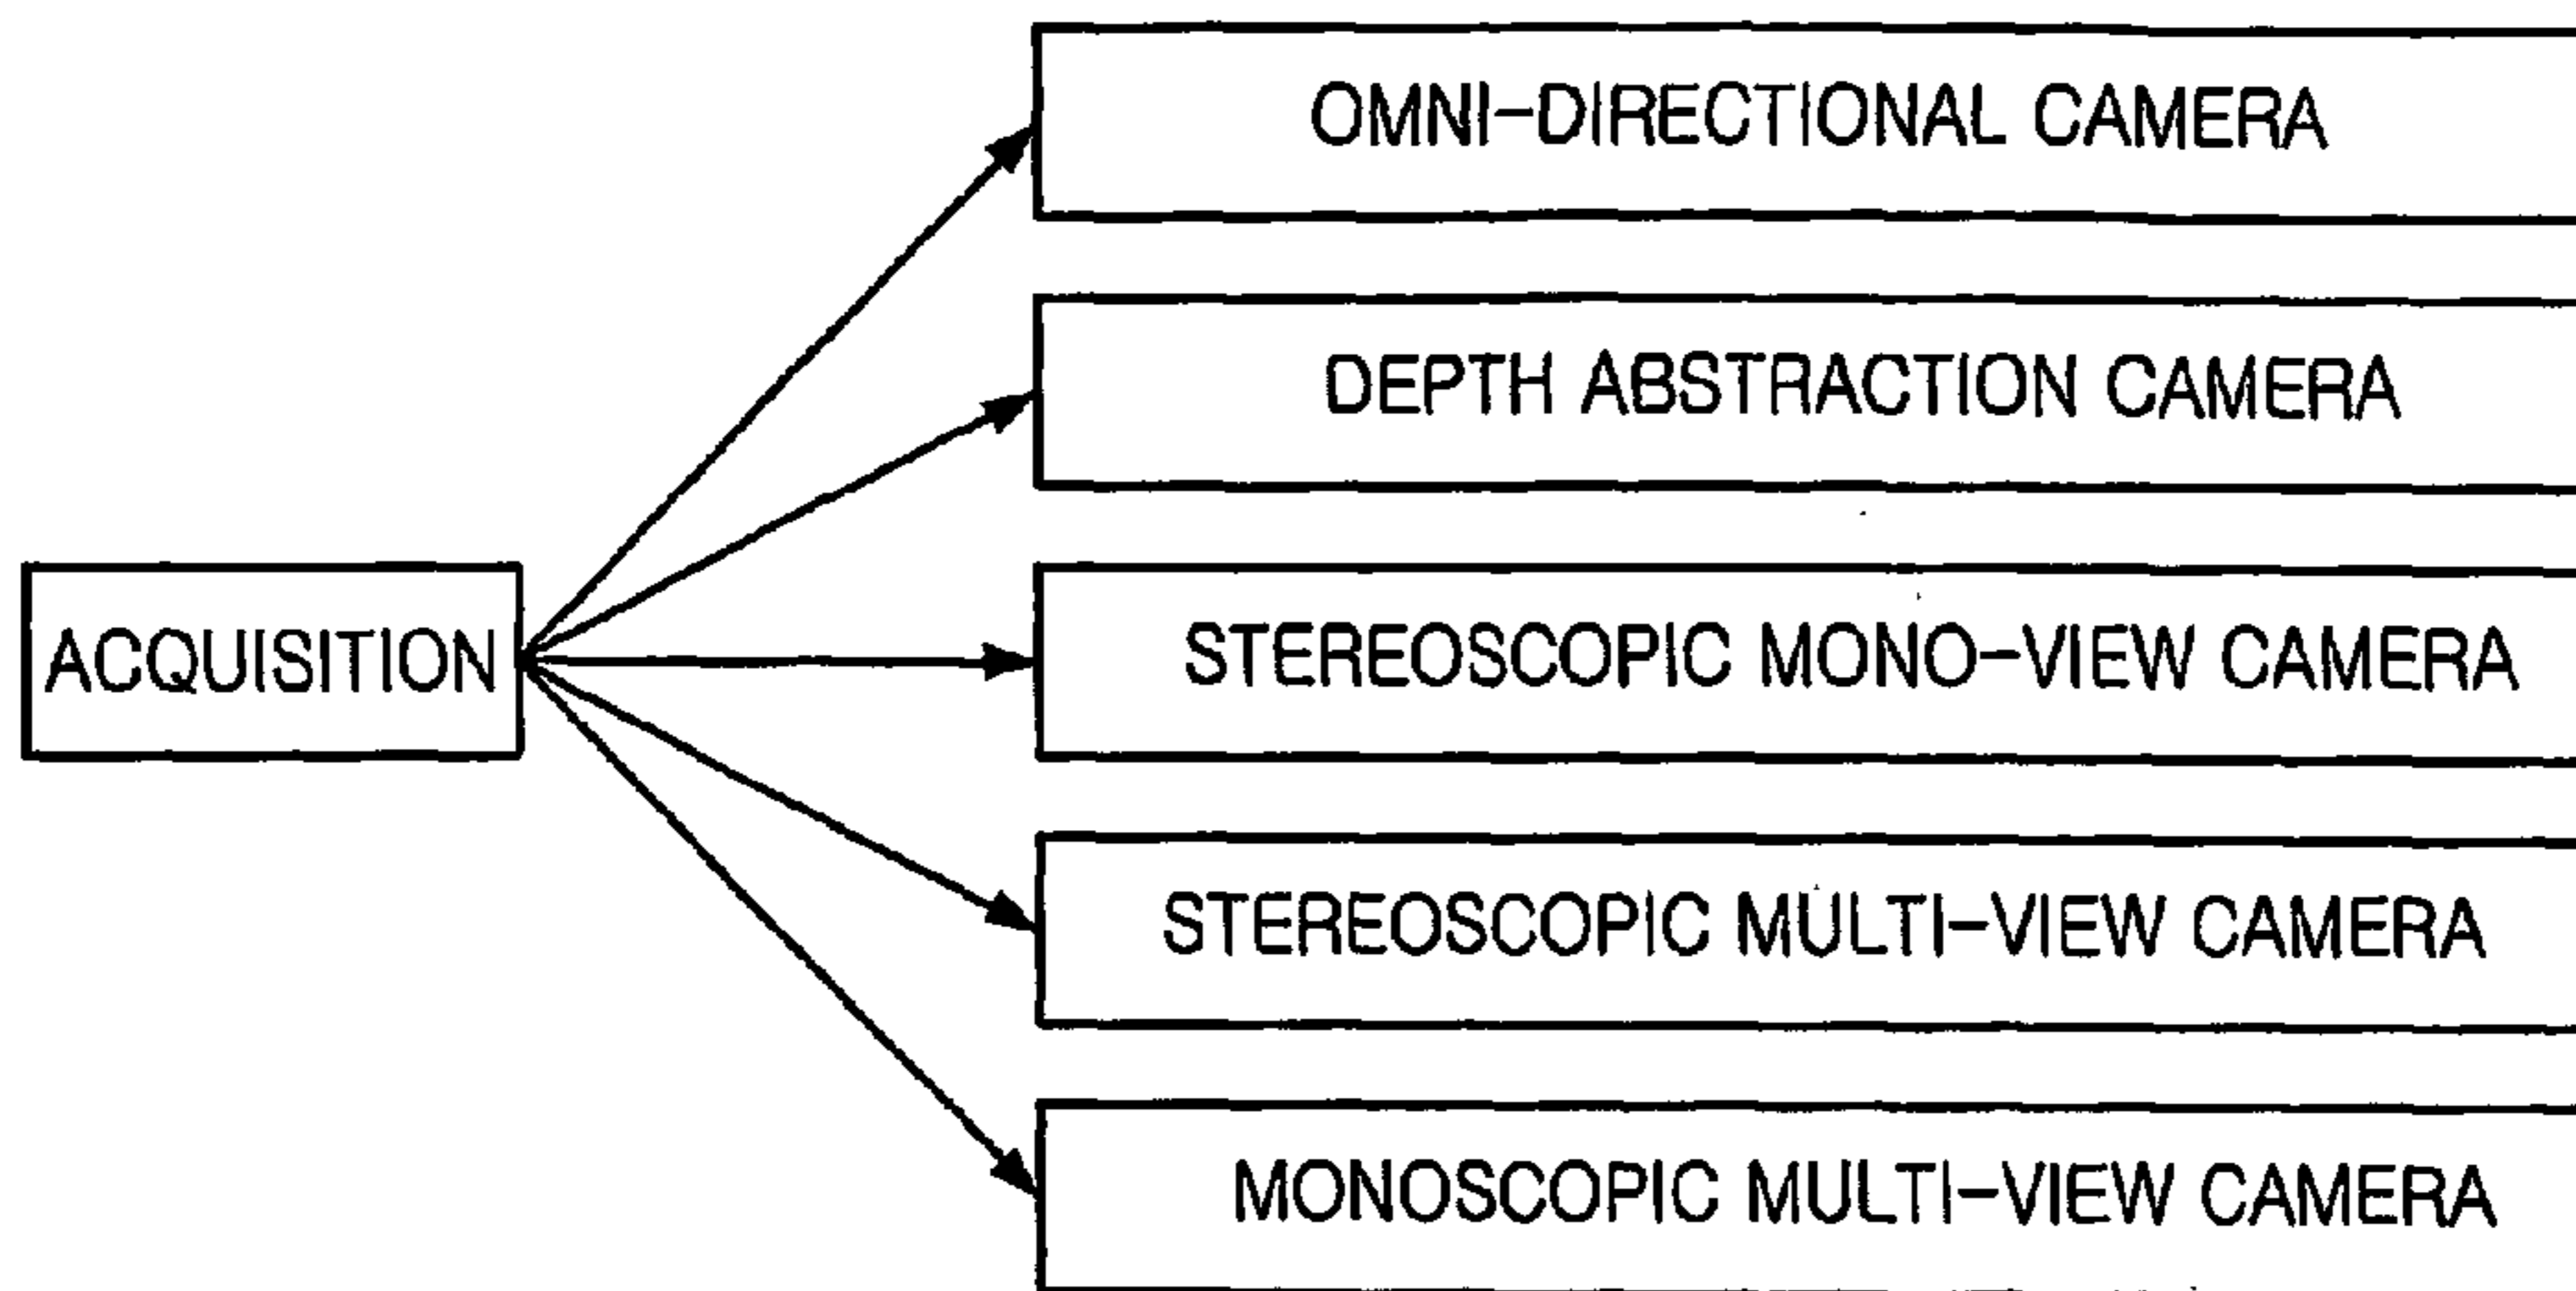 OMNI-DIRECTIONAL CAMERA
DEPTH ABSTRACTION CAMERA
ACQUISITION
STEREOSCOPIC MONO-VIEW CAMERA
STEREOSCOPIC MULTI-VIEW CAMERA
MONOSCOPIC MULTI-VIEW CAMERA